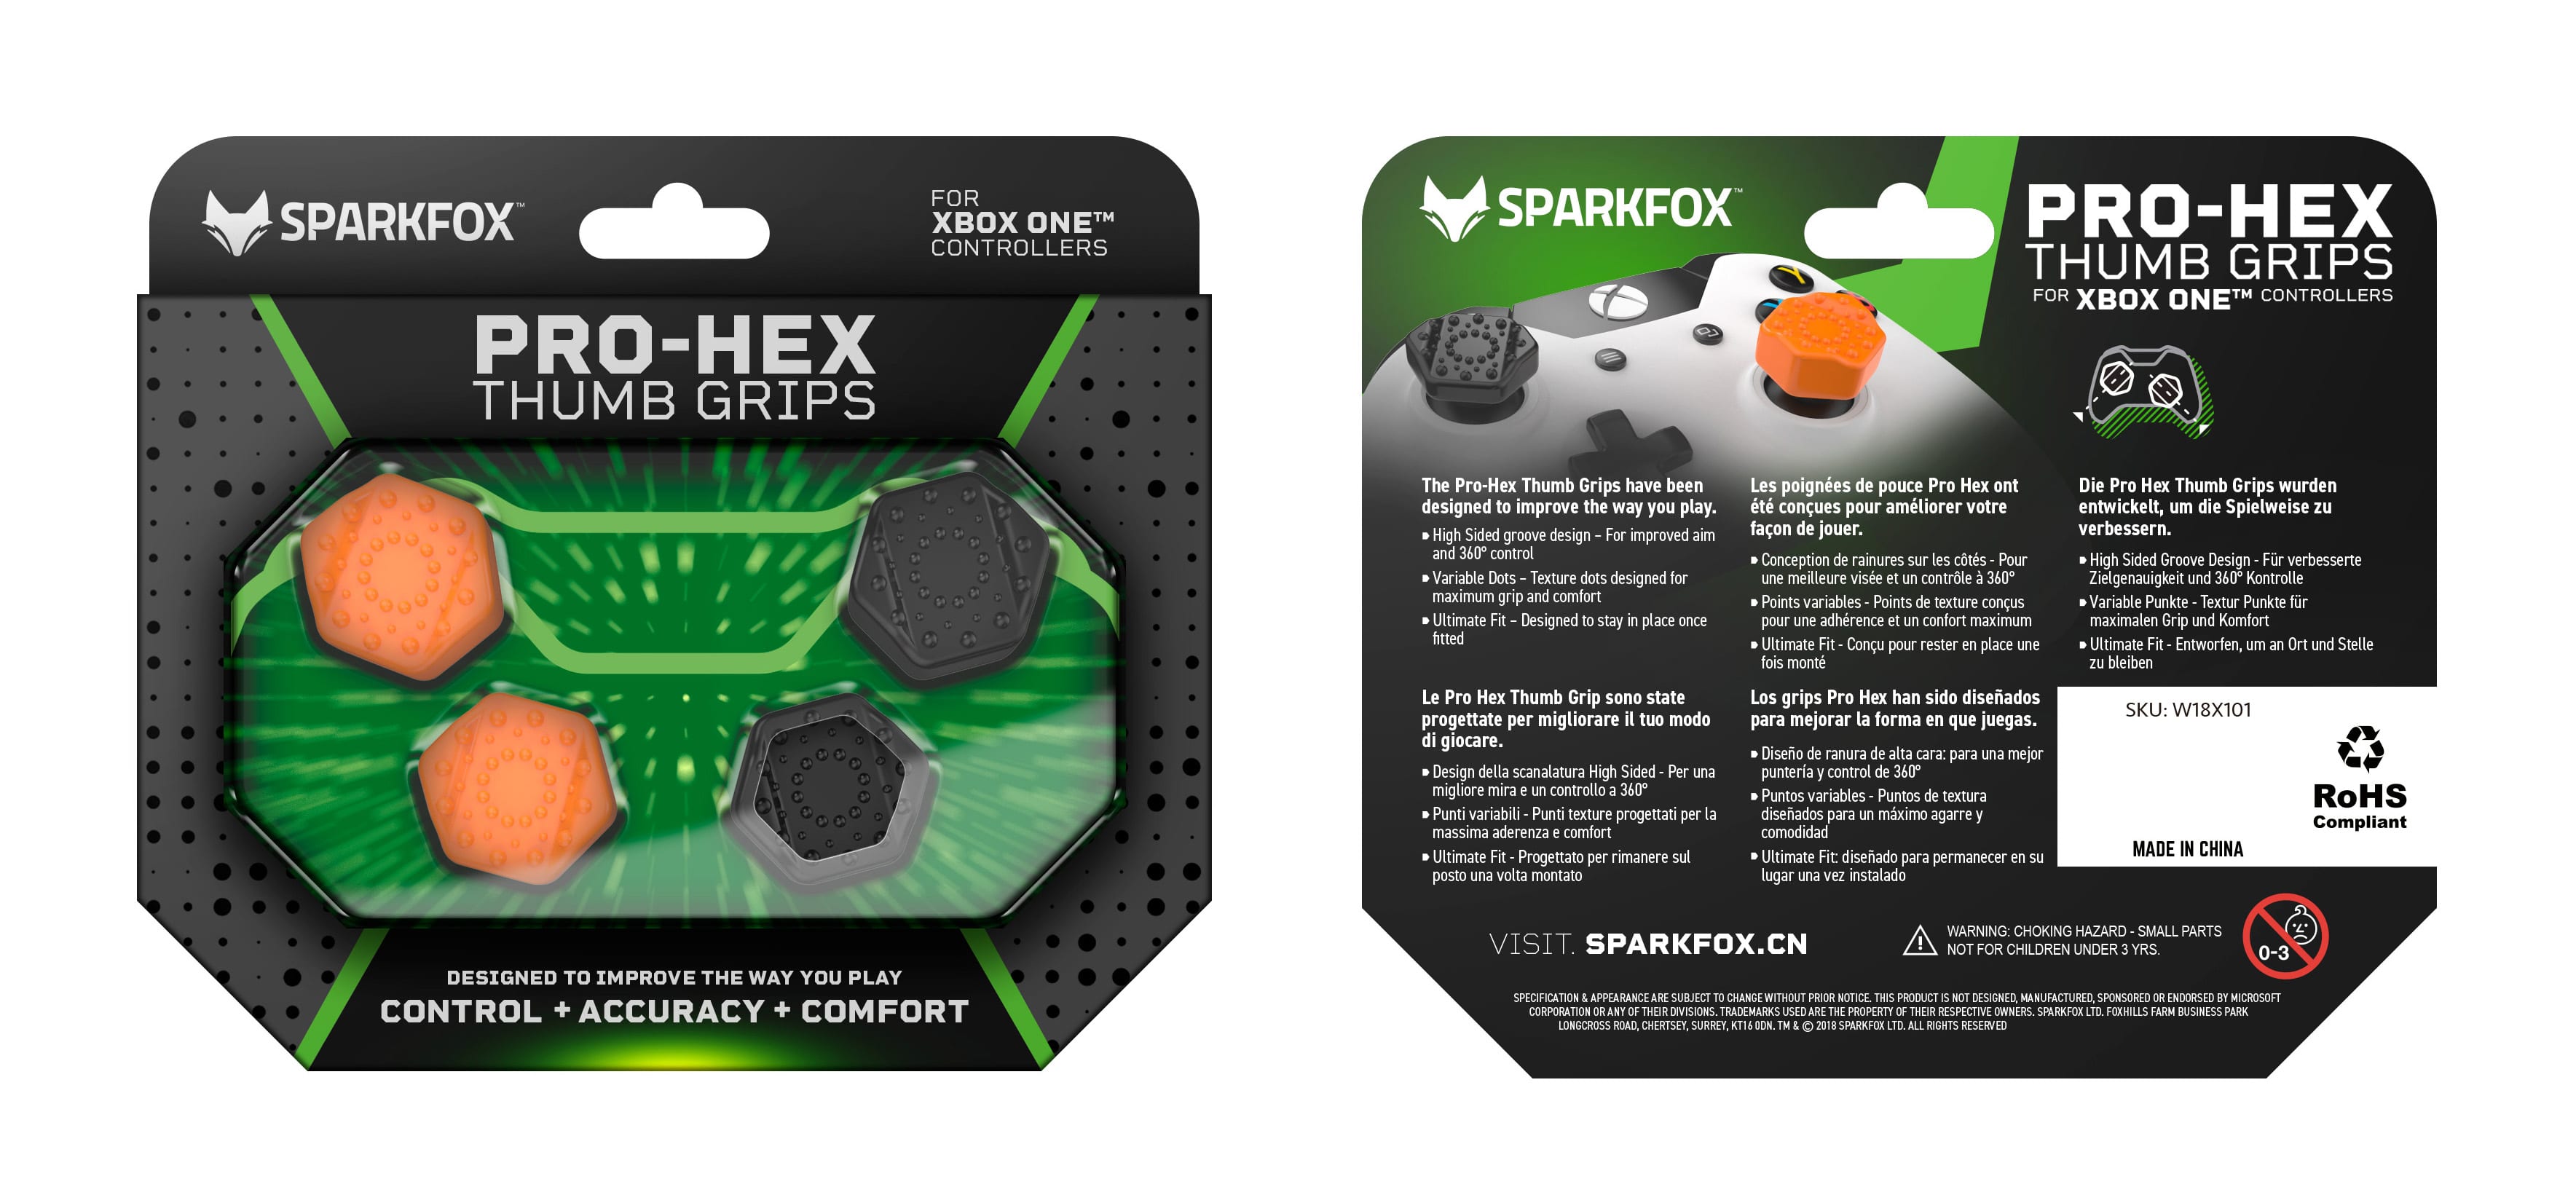 SPARKFOX™
FOR
XBOX ONE™
CONTROLLERS
PRO-HEX
THUMB GRIPS
DESIGNED TO IMPROVE THE WAY YOU PLAY
CONTROL + ACCURACY + COMFORT
SPARKFOX™
PRO-HEX
THUMB GRIPS
FOR XBOX ONE™ CONTROLLERS
Y
The Pro-Hex Thumb Grips have been
designed to improve the way you play.
High Sided groove design – For improved aim
and 360° control
Variable Dots – Texture dots designed for
maximum grip and comfort
Ultimate Fit – Designed to stay in place once
fitted
Les poignées de pouce Pro Hex ont
été conçues pour améliorer votre
façon de jouer.
Conception de rainures sur les côtés - Pour
une meilleure visée et un contrôle à 360°
Points variables - Points de texture conçus
pour une adhérence et un confort maximum
Ultimate Fit - Conçu pour rester en place une
fois monté
Die Pro Hex Thumb Grips wurden
entwickelt, um die Spielweise zu
verbessern.
High Sided Groove Design - Für verbesserte
Zielgenauigkeit und 360° Kontrolle
Variable Punkte - Textur Punkte für
maximalen Grip und Komfort
Ultimate Fit - Entworfen, um an Ort und Stelle
zu bleiben
Le Pro Hex Thumb Grip sono state
progettate per migliorare il tuo modo
di giocare.
Design della scanalatura High Sided - Per una
migliore mira e un controllo a 360°
Punti variabili - Punti texture progettati per la
massima aderenza e comfort
Ultimate Fit - Progettato per rimanere sul
posto una volta montato
Los grips Pro Hex han sido diseñados
para mejorar la forma en que juegas.
Diseño de ranura de alta cara: para una mejor
puntería y control de 360°
Puntos variables - Puntos de textura
diseñados para un máximo agarre y
comodidad
Ultimate Fit: diseñado para permanecer en su
lugar una vez instalado
SKU: W18X101
RoHS
Compliant
MADE IN CHINA
VISIT. SPARKFOX.CN
WARNING: CHOKING HAZARD - SMALL PARTS
NOT FOR CHILDREN UNDER 3 YRS.
0-3
SPECIFICATION & APPEARANCE ARE SUBJECT TO CHANGE WITHOUT PRIOR NOTICE. THIS PRODUCT IS NOT DESIGNED, MANUFACTURED, SPONSORED OR ENDORSED BY MICROSOFT
CORPORATION OR ANY OF THEIR DIVISIONS. TRADEMARKS USED ARE THE PROPERTY OF THEIR RESPECTIVE OWNERS. SPARKFOX LTD. FOXHILLS FARM BUSINESS PARK
LONGCROSS ROAD, CHERTSEY, SURREY, KT16 0DN. TM & © 2018 SPARKFOX LTD. ALL RIGHTS RESERVED